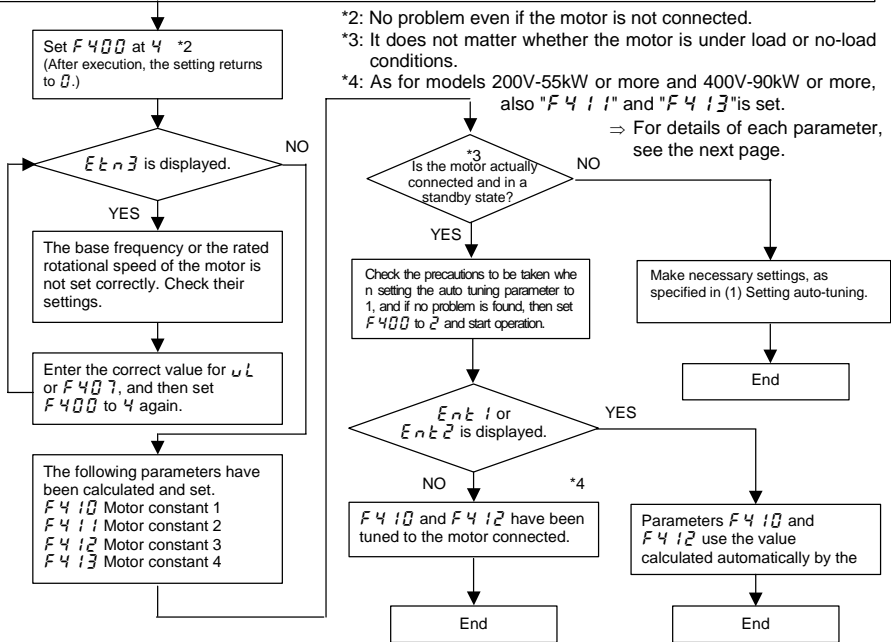 *2: No problem even if the motor is not connected.
*3: It does not matter whether the motor is under load or no-load
conditions.
*4: As for models 200V-55kW or more and 400V-90kW or more,
also "F411" and "F413"is set.
⇒ For details of each parameter,
see the next page.
Set F400 at 4 *2
(After execution, the setting returns
to 0.)
Etn3 is displayed.
NO
YES
The base frequency or the rated
rotational speed of the motor is
not set correctly. Check their
settings.
Enter the correct value for uL
or F407, and then set
F400 to 4 again.
The following parameters have
been calculated and set.
F410 Motor constant 1
F411 Motor constant 2
F412 Motor constant 3
F413 Motor constant 4
*3
Is the motor actually
connected and in a
standby state?
NO
YES
Check the precautions to be taken whe
n setting the auto tuning parameter to
1, and if no problem is found, then set
F400 to 2 and start operation.
Make necessary settings, as
specified in (1) Setting auto-tuning.
End
Ent1 or
Ent2 is displayed.
YES
NO *4
F410 and F412 have been
tuned to the motor connected.
Parameters F410 and
F412 use the value
calculated automatically by the
End
End